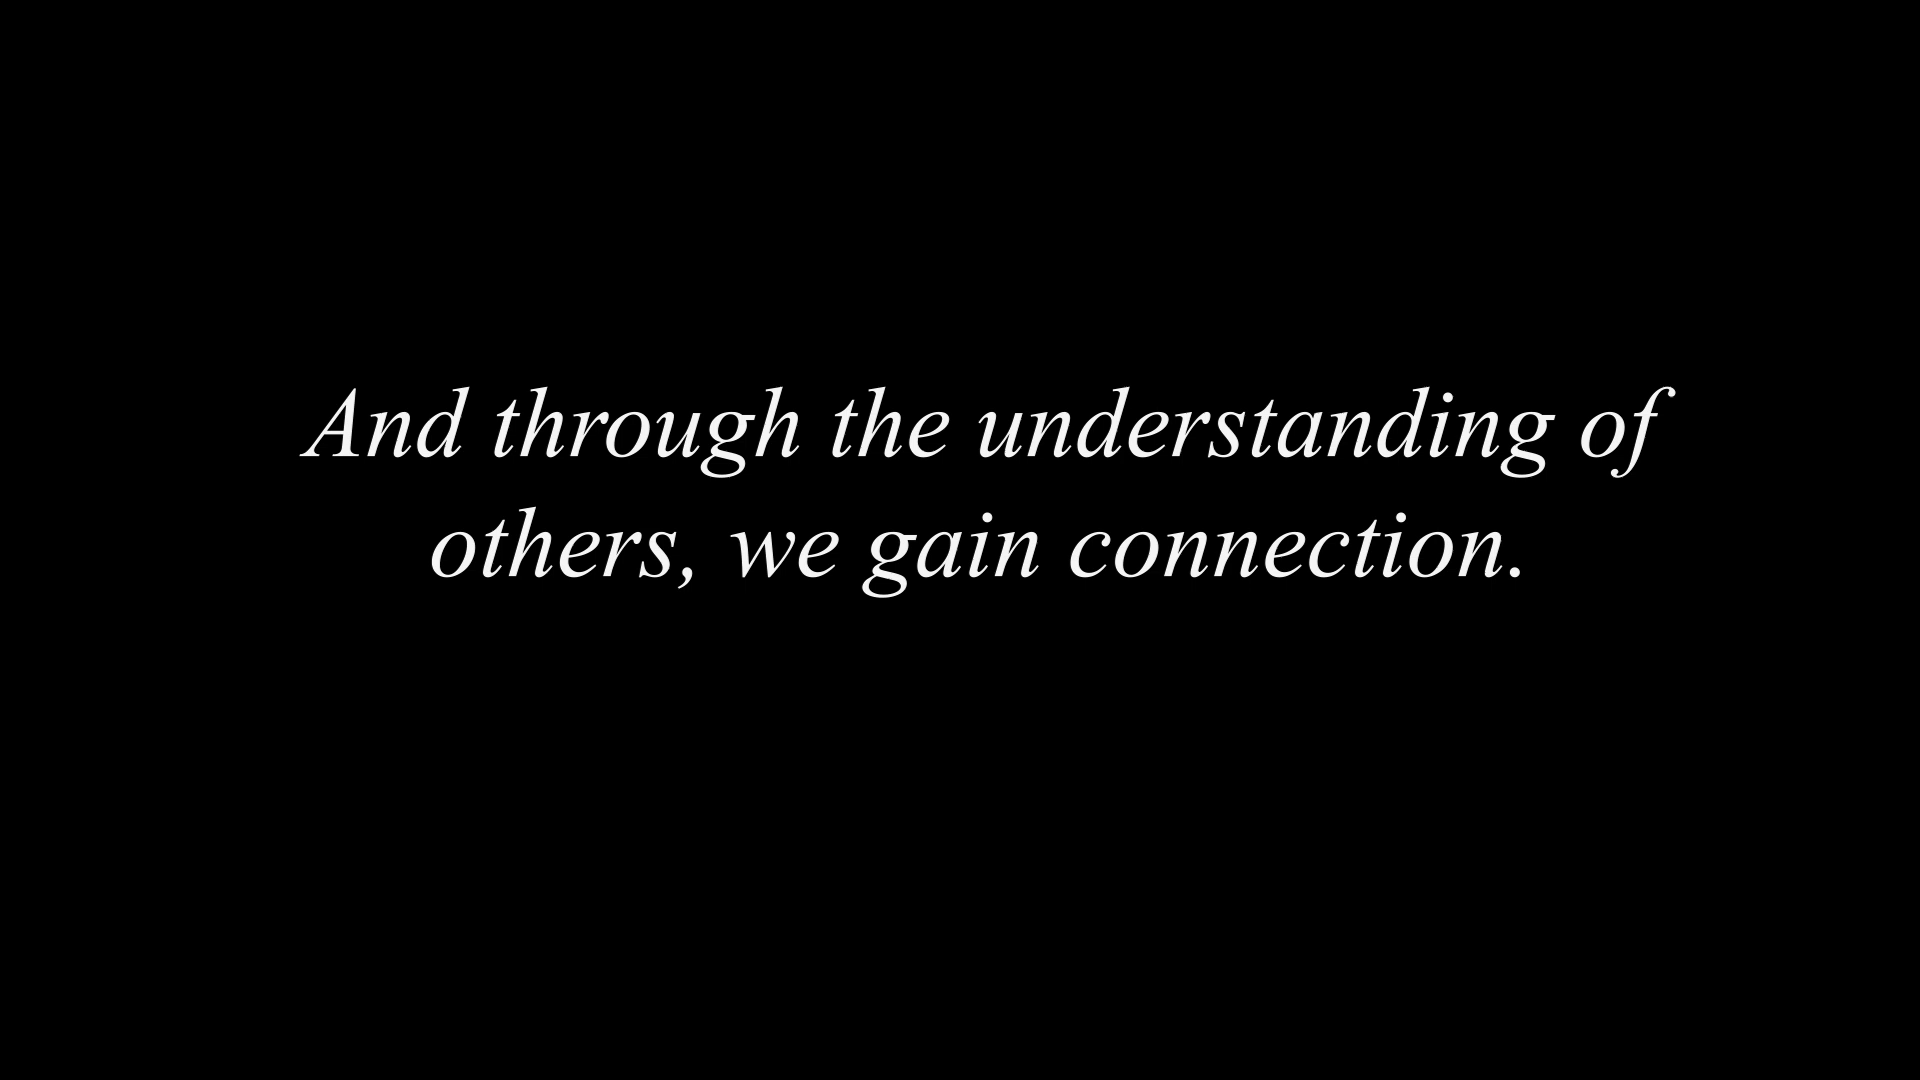 And through the understanding of
others, we gain connection.